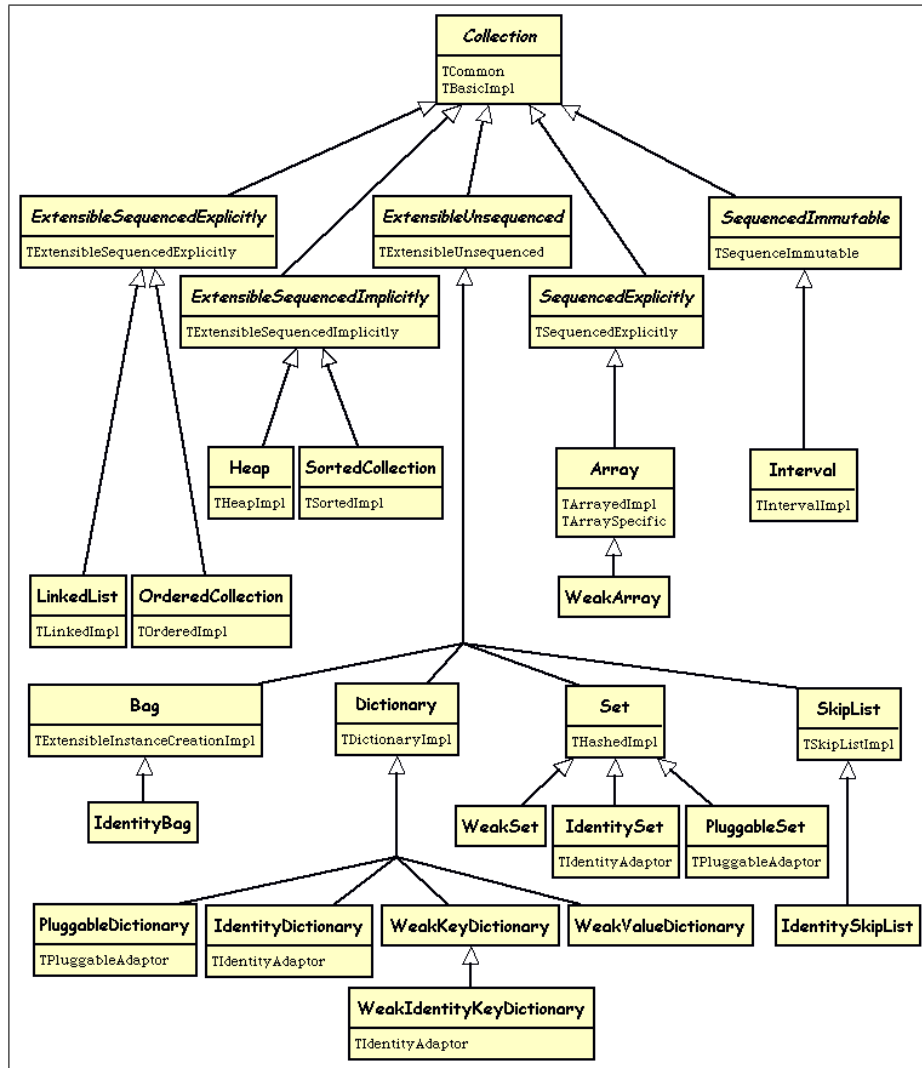 Collection
TCommon
TBasicImpl
ExtensibleSequencedExplicitly
TExtensibleSequencedExplicitly
ExtensibleUnsequenced
TExtensibleUnsequenced
SequencedImmutable
TSequenceImmutable
ExtensibleSequencedImplicitly
TExtensibleSequencedImplicitly
SequencedExplicitly
TSequencedExplicitly
Heap
THeapImpl
SortedCollection
TSortedImpl
Array
TArrayedImpl
TArraySpecific
Interval
TIntervalImpl
LinkedList
TLinkedImpl
OrderedCollection
TOrderedImpl
WeakArray
Bag
TExtensibleInstanceCreationImpl
Dictionary
TDictionaryImpl
Set
THashedImpl
SkipList
TSkipListImpl
IdentityBag
WeakSet
IdentitySet
TIdentityAdaptor
PluggableSet
TPluggableAdaptor
PluggableDictionary
TPluggableAdaptor
IdentityDictionary
TIdentityAdaptor
WeakKeyDictionary
WeakValueDictionary
IdentitySkipList
WeakIdentityKeyDictionary
TIdentityAdaptor